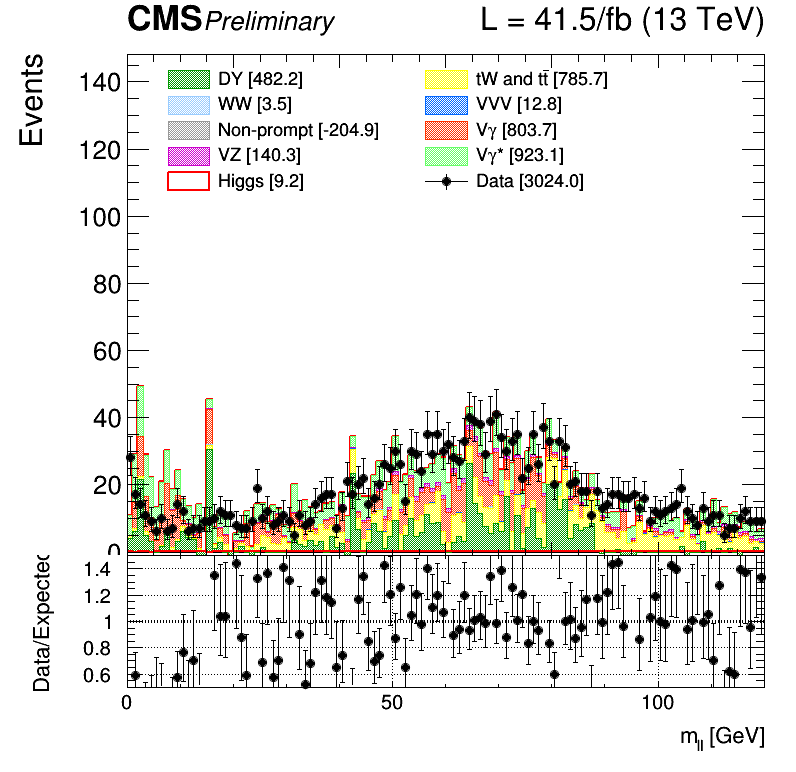 CMS Preliminary L = 41.5/fb (13 TeV)
Events
140
120
100
80
60
40
20
0
DY [482.2]
WW [3.5]
Non-prompt [-204.9]
VZ [140.3]
Higgs [9.2]
tW and tt̄ [785.7]
VVV [12.8]
Vγ [803.7]
Vγ* [923.1]
Data [3024.0]
Data/Expected
1.4
1.2
1
0.8
0.6
0 50 100
m_ll [GeV]